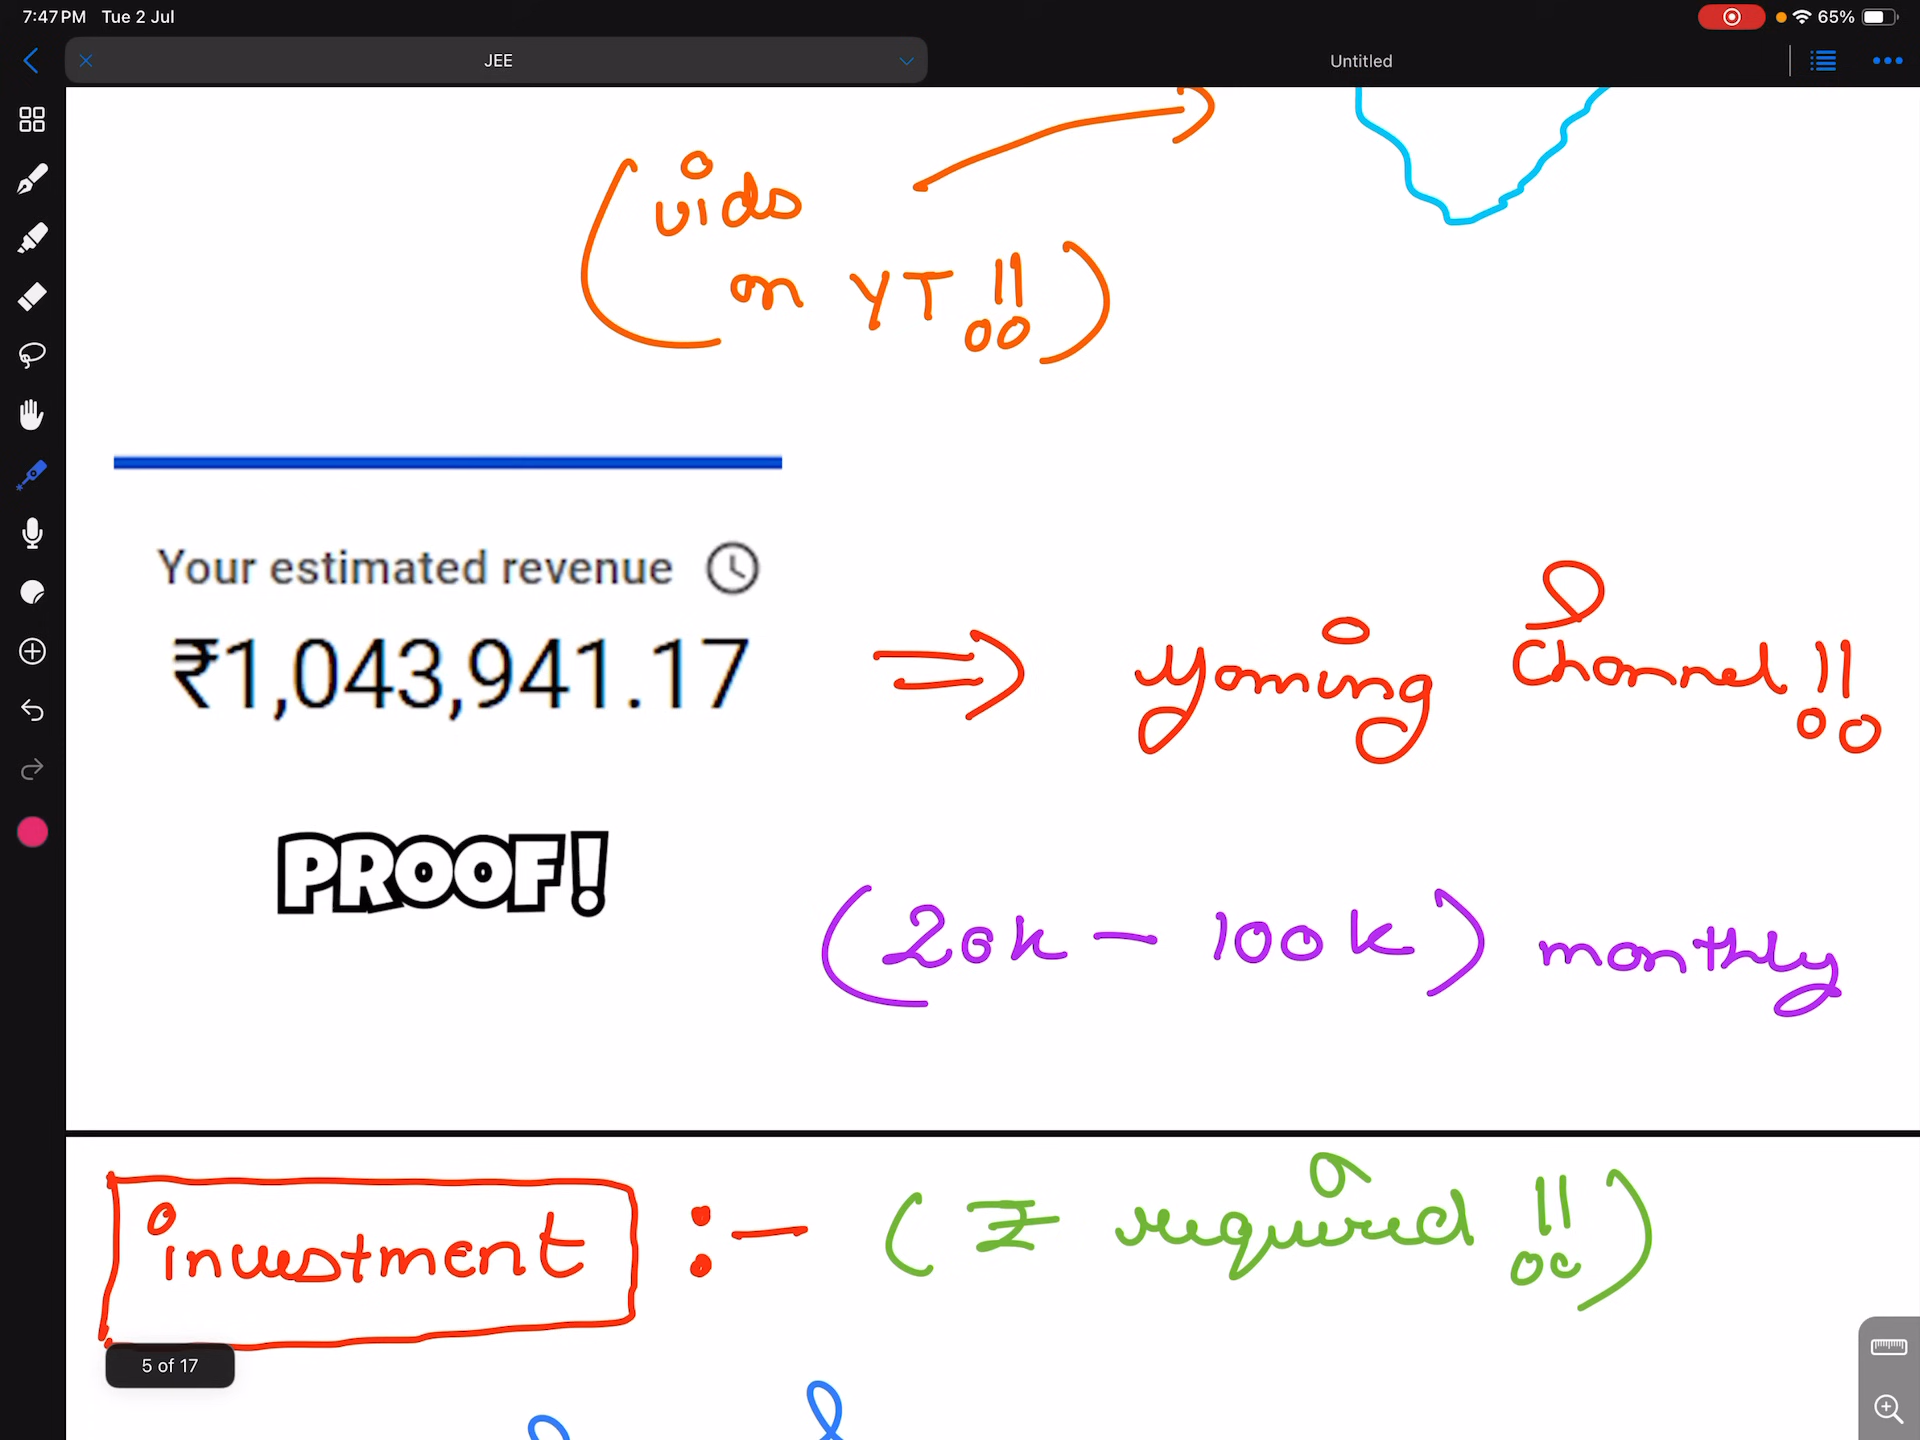 7:47 PM Tue 2 Jul
65%
JEE
Untitled
(vids
on YT !!)
Your estimated revenue
₹1,043,941.17
⇒ gaming channel !!
PROOF!
(20k - 100k) monthly
investment :- (I required !!)
5 of 17